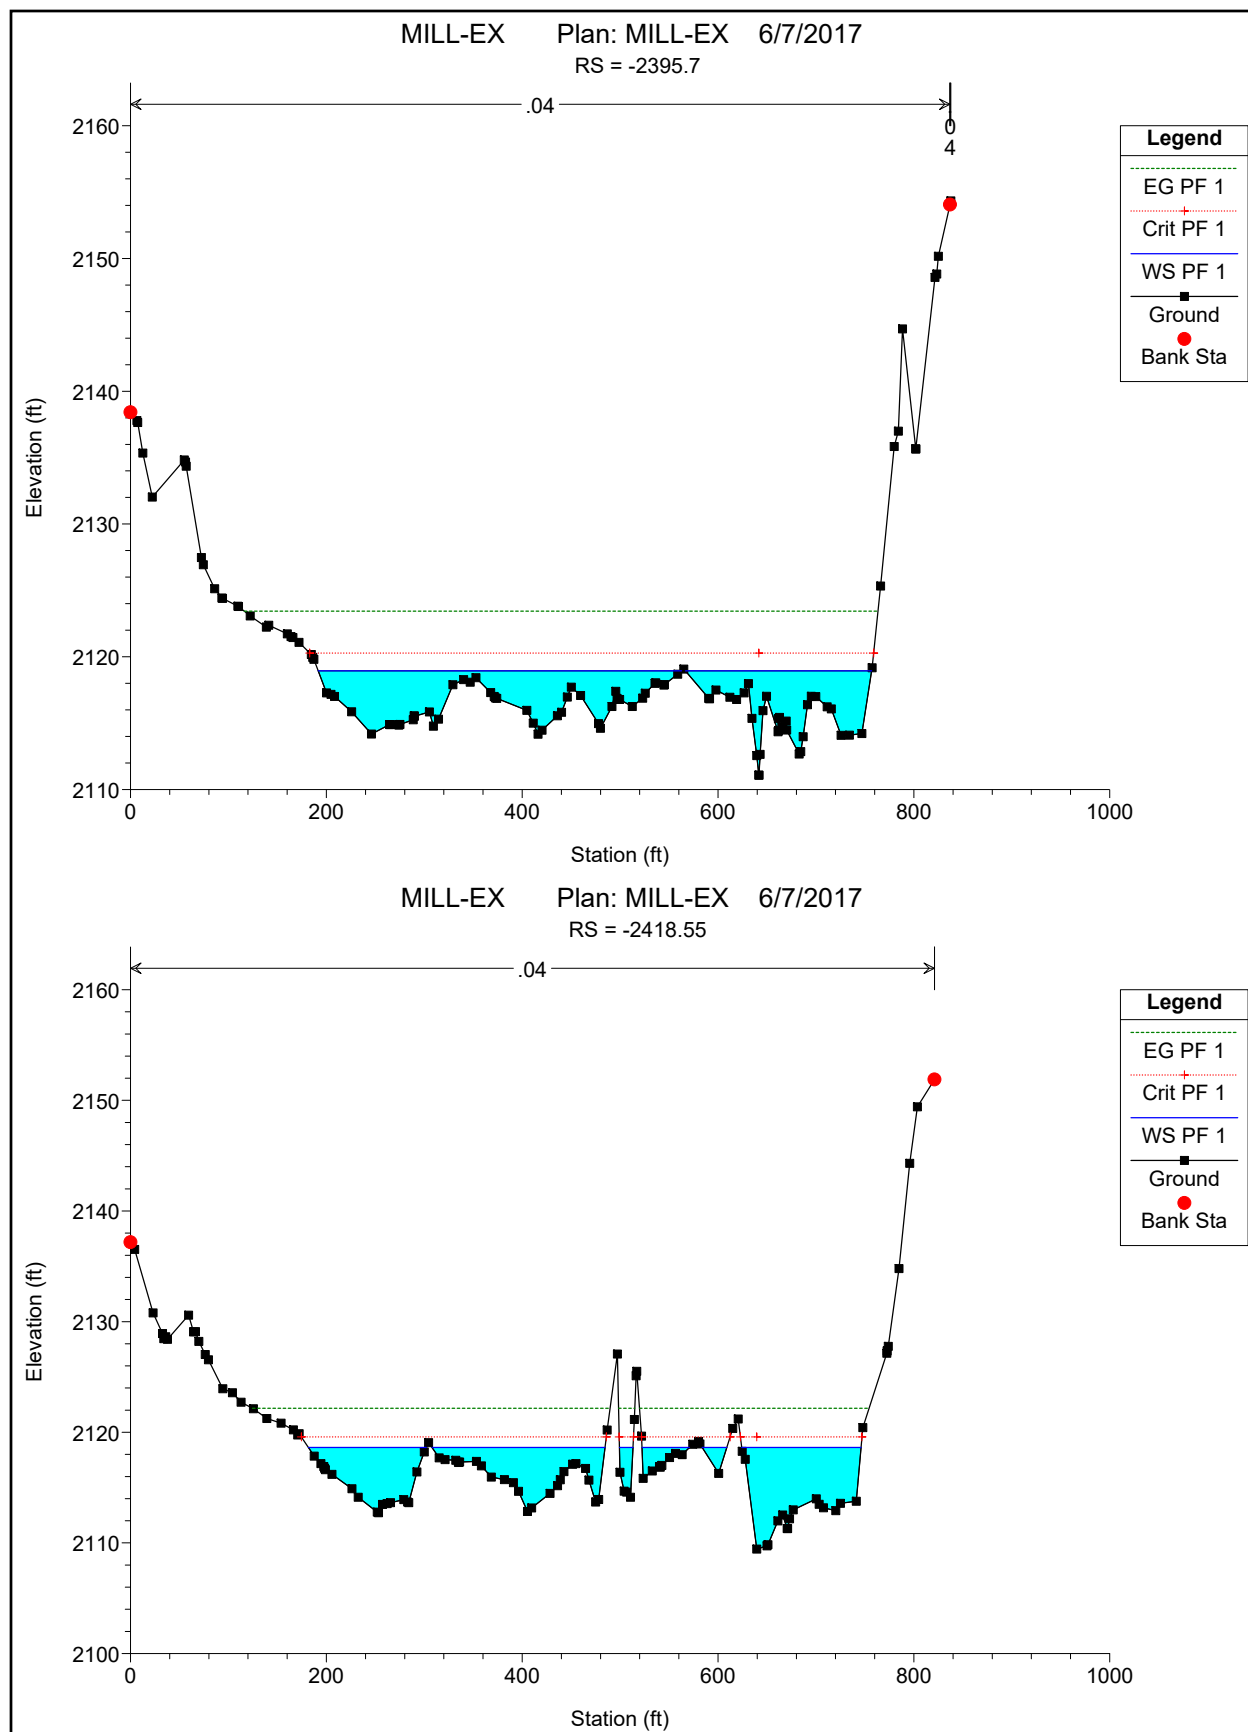 MILL-EX Plan: MILL-EX 6/7/2017
RS = -2395.7
.04
0
4
2160
2150
2140
2130
2120
2110
Elevation (ft)
0 200 400 600 800 1000
Station (ft)
Legend
EG PF 1
Crit PF 1
WS PF 1
Ground
Bank Sta
MILL-EX Plan: MILL-EX 6/7/2017
RS = -2418.55
.04
2160
2150
2140
2130
2120
2110
2100
Elevation (ft)
0 200 400 600 800 1000
Station (ft)
Legend
EG PF 1
Crit PF 1
WS PF 1
Ground
Bank Sta